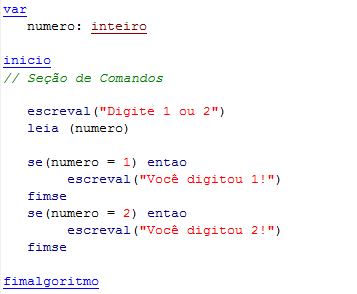 var
numero: inteiro
inicio
// Seção de Comandos
escreval("Digite 1 ou 2")
leia (numero)
se(numero = 1) entao
escreval("Você digitou 1!")
fimse
se(numero = 2) entao
escreval("Você digitou 2!")
fimse
fimalgoritmo